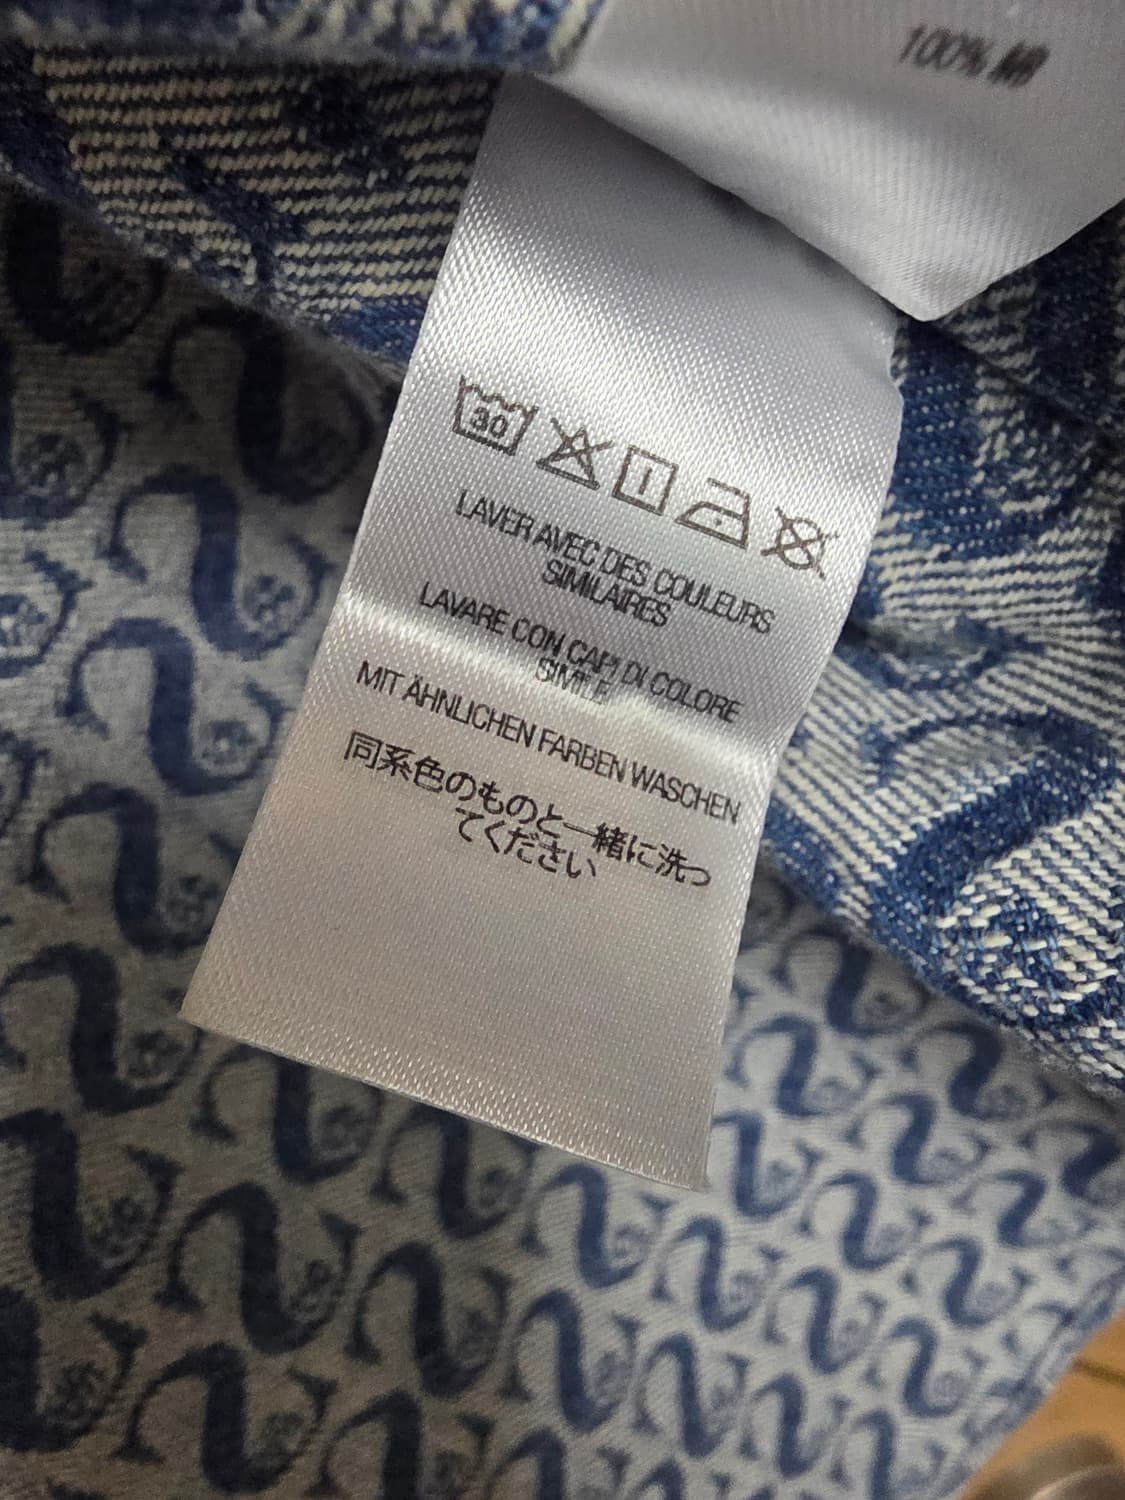 100%
30
LAVER AVEC DES COULEURS
SIMILAIRES
LAVARE CON CAPI DI COLORE
SIMILE
MIT ÄHNLICHEN FARBEN WASCHEN
同系色のものと一緒に洗っ
てください